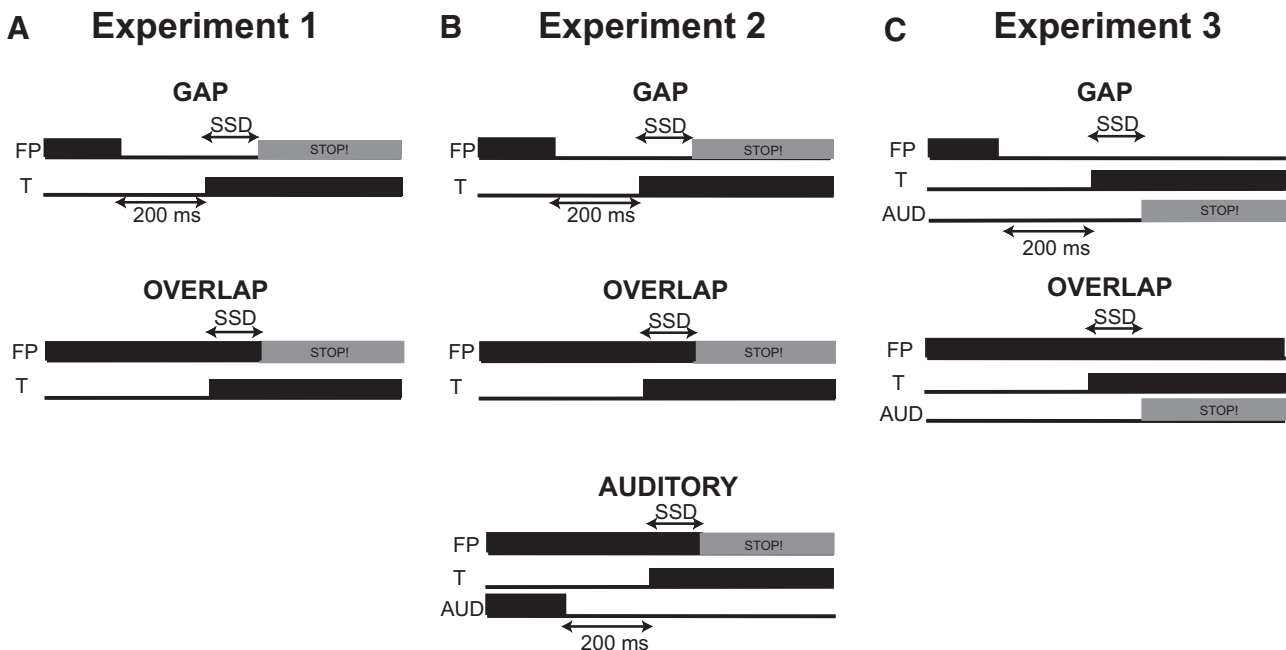 A Experiment 1
GAP
SSD
FP STOP!
T
200 ms
OVERLAP
SSD
FP STOP!
T
B Experiment 2
GAP
SSD
FP STOP!
T
200 ms
OVERLAP
SSD
FP STOP!
T
AUDITORY
SSD
FP STOP!
T
AUD
200 ms
C Experiment 3
GAP
SSD
FP
T
AUD STOP!
200 ms
OVERLAP
SSD
FP
T
AUD STOP!